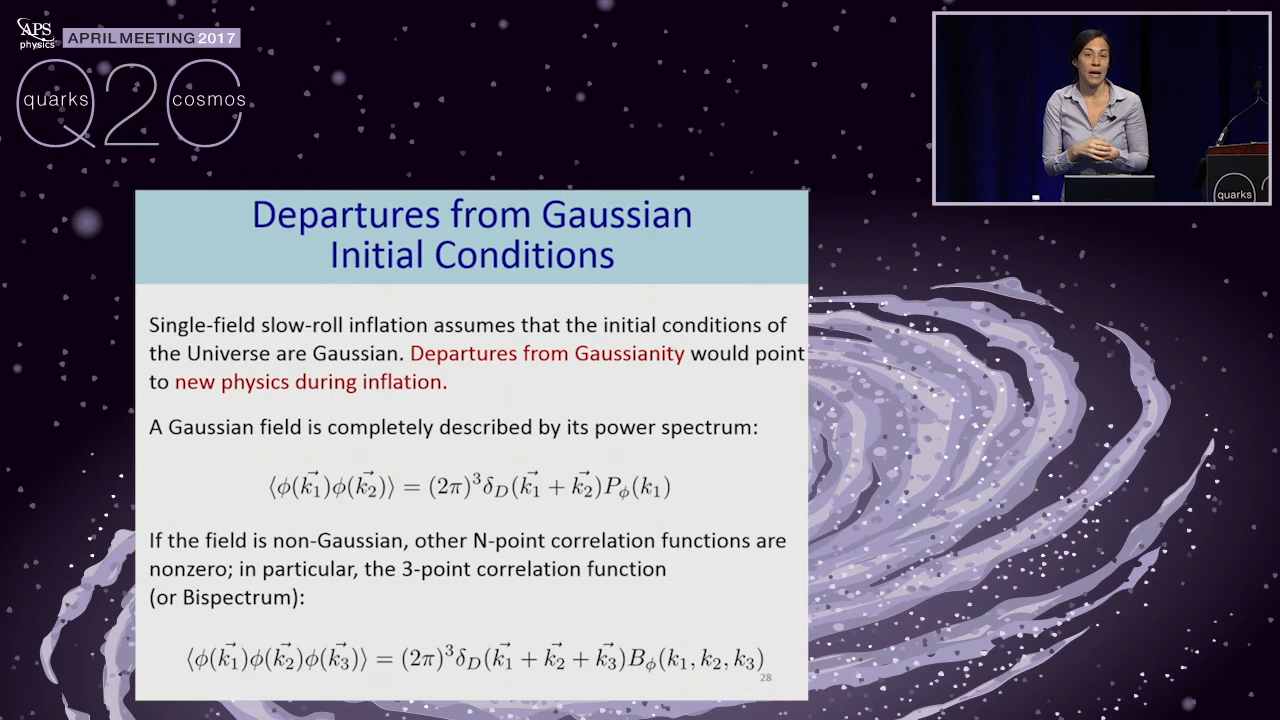 APS
physics
APRIL MEETING 2017
Q2C
quarks
cosmos
quarks
Departures from Gaussian
Initial Conditions
Single-field slow-roll inflation assumes that the initial conditions of
the Universe are Gaussian. Departures from Gaussianity would point
to new physics during inflation.
A Gaussian field is completely described by its power spectrum:
⟨ϕ(k⃗₁)ϕ(k⃗₂)⟩ = (2π)³δ_D(k⃗₁ + k⃗₂)P_ϕ(k₁)
If the field is non-Gaussian, other N-point correlation functions are
nonzero; in particular, the 3-point correlation function
(or Bispectrum):
⟨ϕ(k⃗₁)ϕ(k⃗₂)ϕ(k⃗₃)⟩ = (2π)³δ_D(k⃗₁ + k⃗₂ + k⃗₃)B_ϕ(k₁, k₂, k₃)
28